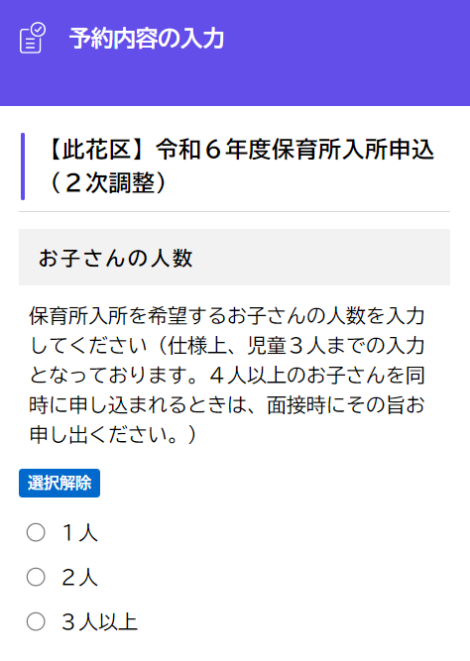 予約内容の入力
【此花区】令和６年度保育所入所申込
（２次調整）
お子さんの人数
保育所入所を希望するお子さんの人数を入力
してください（仕様上、児童３人までの入力
となっております。４人以上のお子さんを同
時に申し込まれるときは、面接時にその旨お
申し出ください。）
選択解除
１人
２人
３人以上